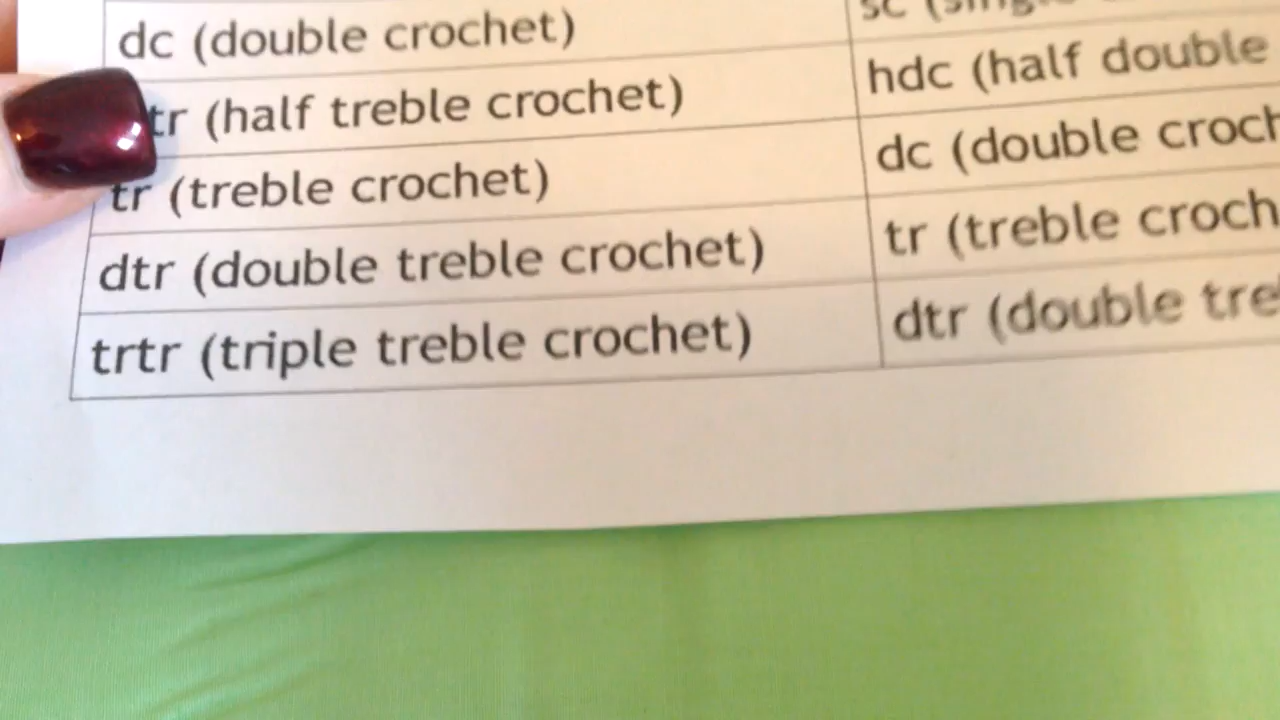 dc (double crochet) sc
tr (half treble crochet) hdc (half double
tr (treble crochet) dc (double croch
dtr (double treble crochet) tr (treble croch
trtr (triple treble crochet) dtr (double tre